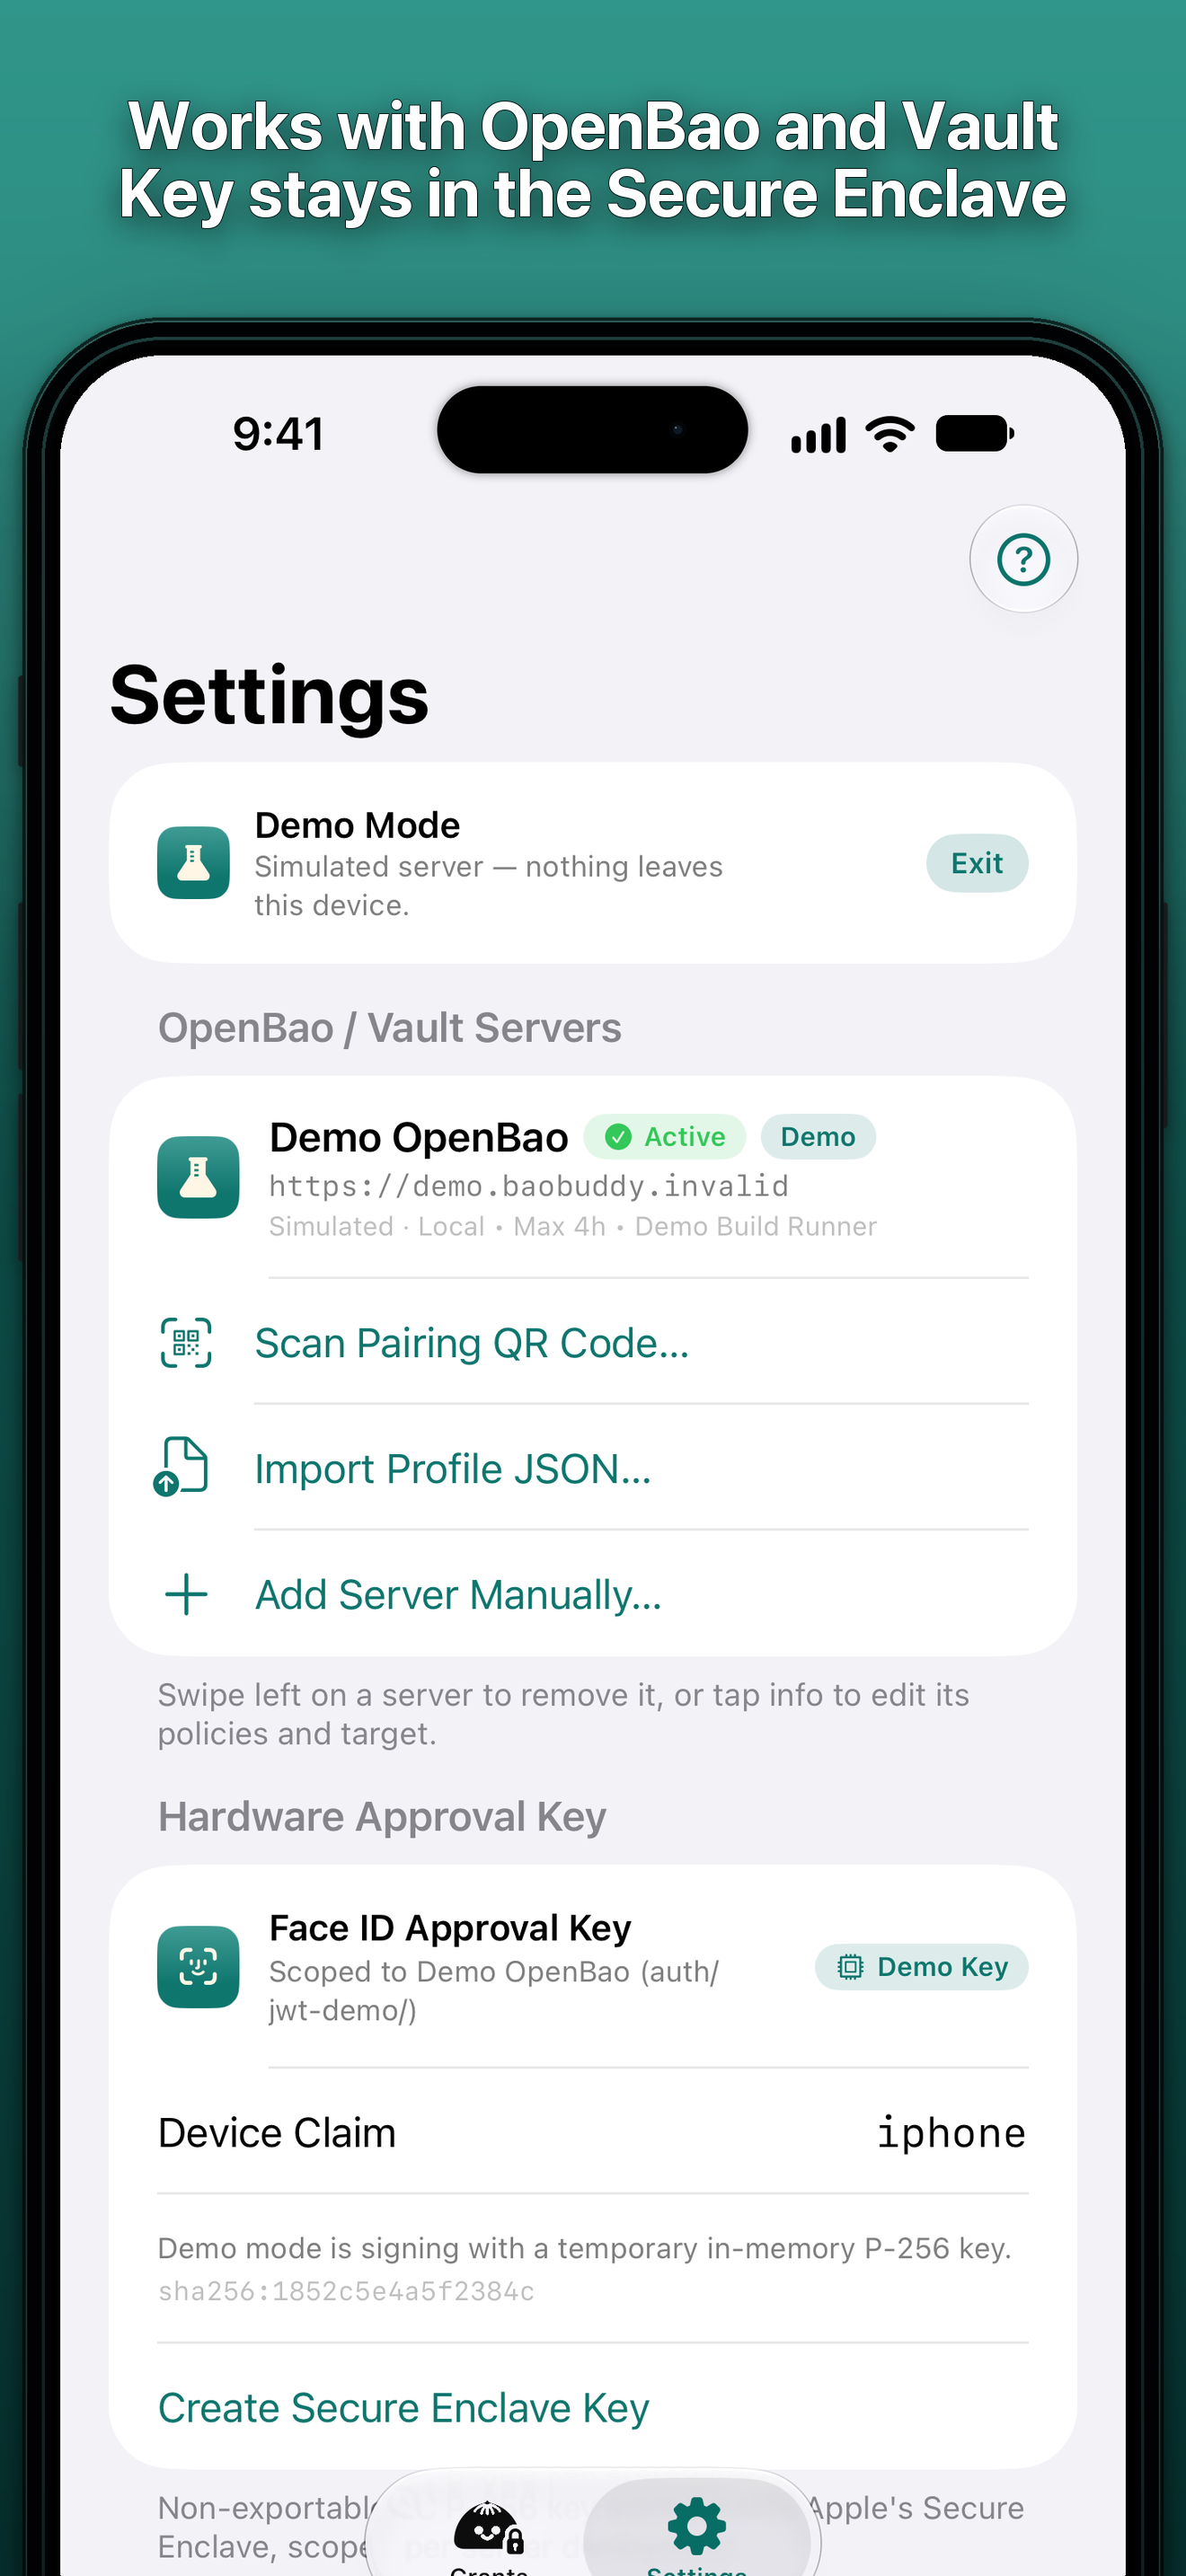 Works with OpenBao and Vault
Key stays in the Secure Enclave
9:41
Settings
Demo Mode
Simulated server — nothing leaves
this device.
Exit
OpenBao / Vault Servers
Demo OpenBao
Active
Demo
https://demo.baobuddy.invalid
Simulated · Local • Max 4h • Demo Build Runner
Scan Pairing QR Code...
Import Profile JSON...
Add Server Manually...
Swipe left on a server to remove it, or tap info to edit its
policies and target.
Hardware Approval Key
Face ID Approval Key
Scoped to Demo OpenBao (auth/
jwt-demo/)
Demo Key
Device Claim
iphone
Demo mode is signing with a temporary in-memory P-256 key.
sha256:1852c5e4a5f2384c
Create Secure Enclave Key
Non-exportable Apple's Secure
Enclave,
Grants
Settings